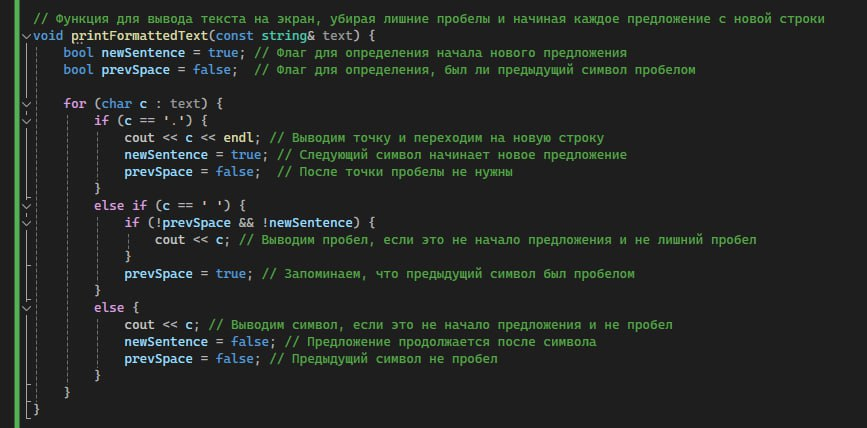 // Функция для вывода текста на экран, убирая лишние пробелы и начиная каждое предложение с новой строки
void printFormattedText(const string& text) {
    bool newSentence = true; // Флаг для определения начала нового предложения
    bool prevSpace = false;  // Флаг для определения, был ли предыдущий символ пробелом

    for (char c : text) {
        if (c == '.') {
            cout << c << endl; // Выводим точку и переходим на новую строку
            newSentence = true; // Следующий символ начинает новое предложение
            prevSpace = false;  // После точки пробелы не нужны
        }
        else if (c == ' ') {
            if (!prevSpace && !newSentence) {
                cout << c; // Выводим пробел, если это не начало предложения и не лишний пробел
            }
            prevSpace = true; // Запоминаем, что предыдущий символ был пробелом
        }
        else {
            cout << c; // Выводим символ, если это не начало предложения и не пробел
            newSentence = false; // Предложение продолжается после символа
            prevSpace = false; // Предыдущий символ не пробел
        }
    }
}